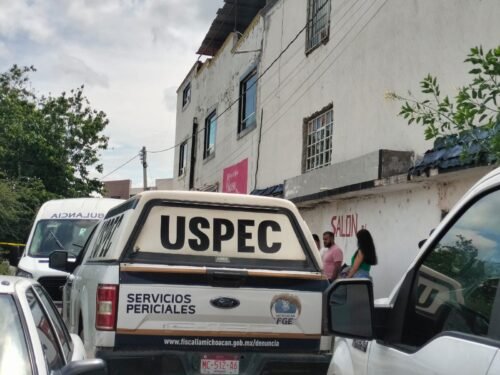 AMBULANCIA
USPEC
SALON
SERVICIOS
PERICIALES
FGE
www.fiscaliamichoacan.gob.mx/denuncia